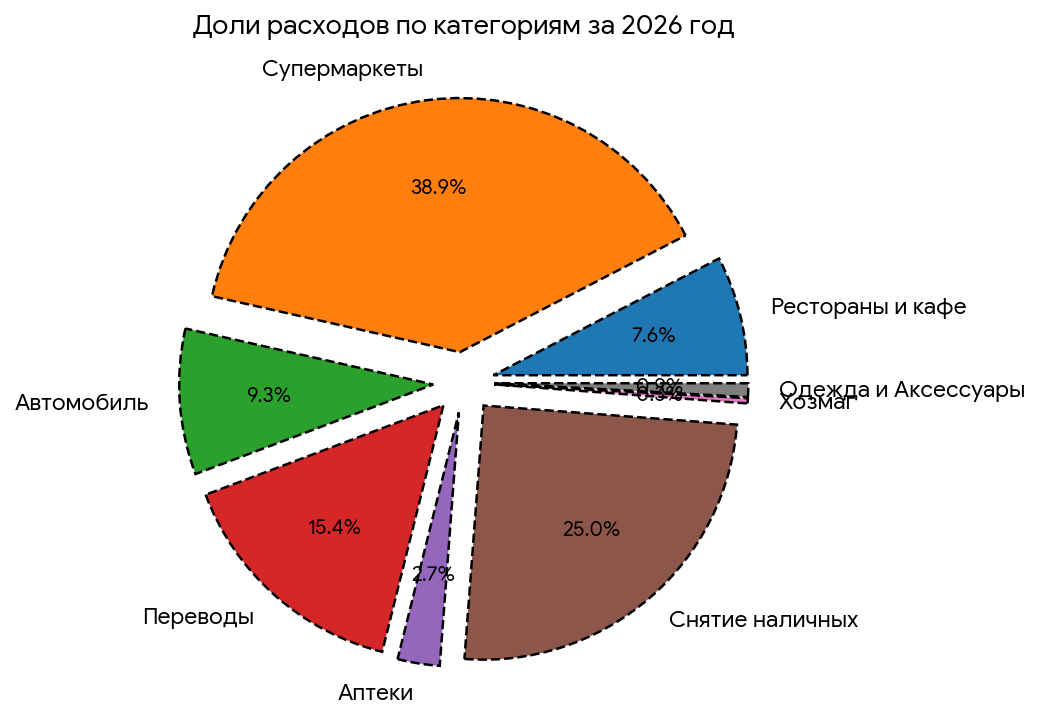 Доли расходов по категориям за 2026 год
Супермаркеты
38.9%
Рестораны и кафе
7.6%
Одежда и Аксессуары
Хозмаг
Автомобиль
9.3%
15.4%
25.0%
2.7%
Переводы
Снятие наличных
Аптеки